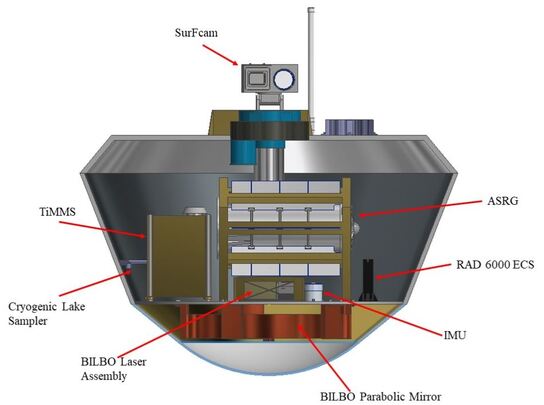 SurFcam
TiMMS
ASRG
RAD 6000 ECS
Cryogenic Lake
Sampler
IMU
BILBO Laser
Assembly
BILBO Parabolic Mirror